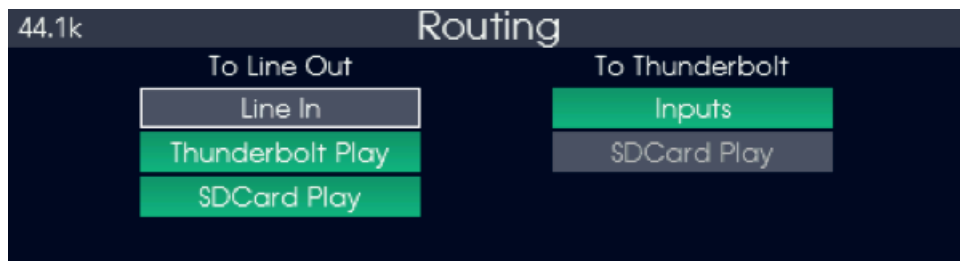 44.1k Routing
To Line Out To Thunderbolt
Line In Inputs
Thunderbolt Play SDCard Play
SDCard Play